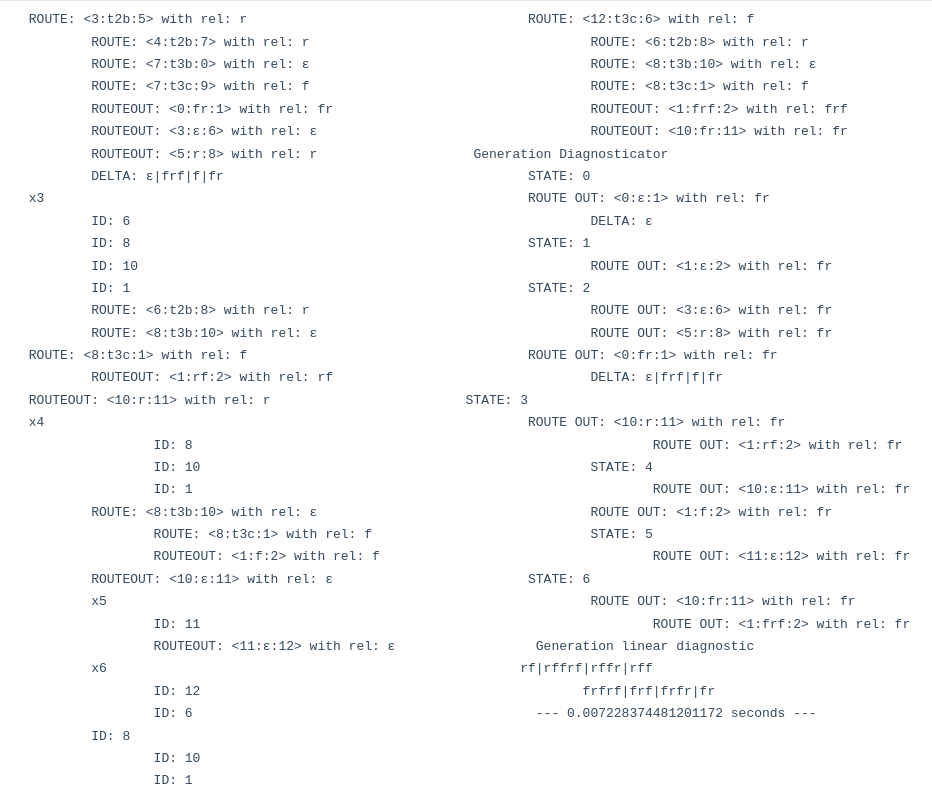 ROUTE: <3:t2b:5> with rel: r
ROUTE: <4:t2b:7> with rel: r
ROUTE: <7:t3b:0> with rel: ε
ROUTE: <7:t3c:9> with rel: f
ROUTEOUT: <0:fr:1> with rel: fr
ROUTEOUT: <3:ε:6> with rel: ε
ROUTEOUT: <5:r:8> with rel: r
DELTA: ε|frf|f|fr
x3
ID: 6
ID: 8
ID: 10
ID: 1
ROUTE: <6:t2b:8> with rel: r
ROUTE: <8:t3b:10> with rel: ε
ROUTE: <8:t3c:1> with rel: f
ROUTEOUT: <1:rf:2> with rel: rf
ROUTEOUT: <10:r:11> with rel: r
x4
ID: 8
ID: 10
ID: 1
ROUTE: <8:t3b:10> with rel: ε
ROUTE: <8:t3c:1> with rel: f
ROUTEOUT: <1:f:2> with rel: f
ROUTEOUT: <10:ε:11> with rel: ε
x5
ID: 11
ROUTEOUT: <11:ε:12> with rel: ε
x6
ID: 12
ID: 6
ID: 8
ID: 10
ID: 1
ROUTE: <12:t3c:6> with rel: f
ROUTE: <6:t2b:8> with rel: r
ROUTE: <8:t3b:10> with rel: ε
ROUTE: <8:t3c:1> with rel: f
ROUTEOUT: <1:frf:2> with rel: frf
ROUTEOUT: <10:fr:11> with rel: fr
Generation Diagnosticator
STATE: 0
ROUTE OUT: <0:ε:1> with rel: fr
DELTA: ε
STATE: 1
ROUTE OUT: <1:ε:2> with rel: fr
STATE: 2
ROUTE OUT: <3:ε:6> with rel: fr
ROUTE OUT: <5:r:8> with rel: fr
ROUTE OUT: <0:fr:1> with rel: fr
DELTA: ε|frf|f|fr
STATE: 3
ROUTE OUT: <10:r:11> with rel: fr
ROUTE OUT: <1:rf:2> with rel: fr
STATE: 4
ROUTE OUT: <10:ε:11> with rel: fr
ROUTE OUT: <1:f:2> with rel: fr
STATE: 5
ROUTE OUT: <11:ε:12> with rel: fr
STATE: 6
ROUTE OUT: <10:fr:11> with rel: fr
ROUTE OUT: <1:frf:2> with rel: fr
Generation linear diagnostic
rf|rffrf|rffr|rff
frfrf|frf|frfr|fr
--- 0.007228374481201172 seconds ---